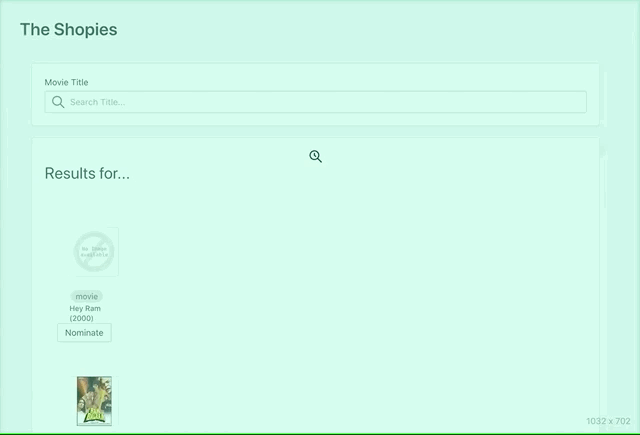 The Shopies
Movie Title
Search Title...
Results for...
No Image
Available
movie
Hey Ram
(2000)
Nominate
1032 x 702